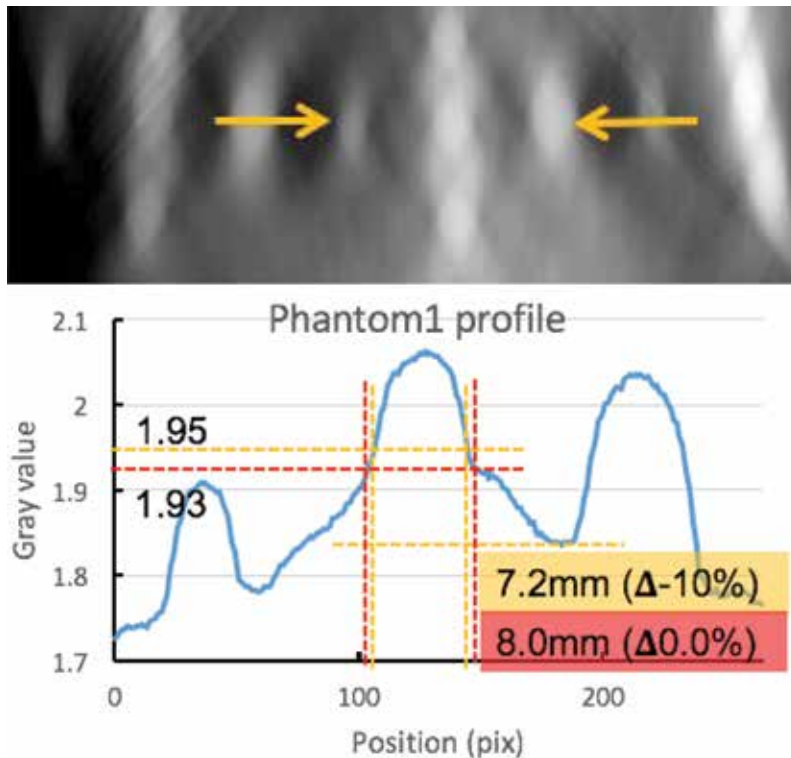 Phantom1 profile
2.1
2
1.9
1.8
1.7
Gray value
1.95
1.93
7.2mm (Δ-10%)
8.0mm (Δ0.0%)
0
100
200
Position (pix)